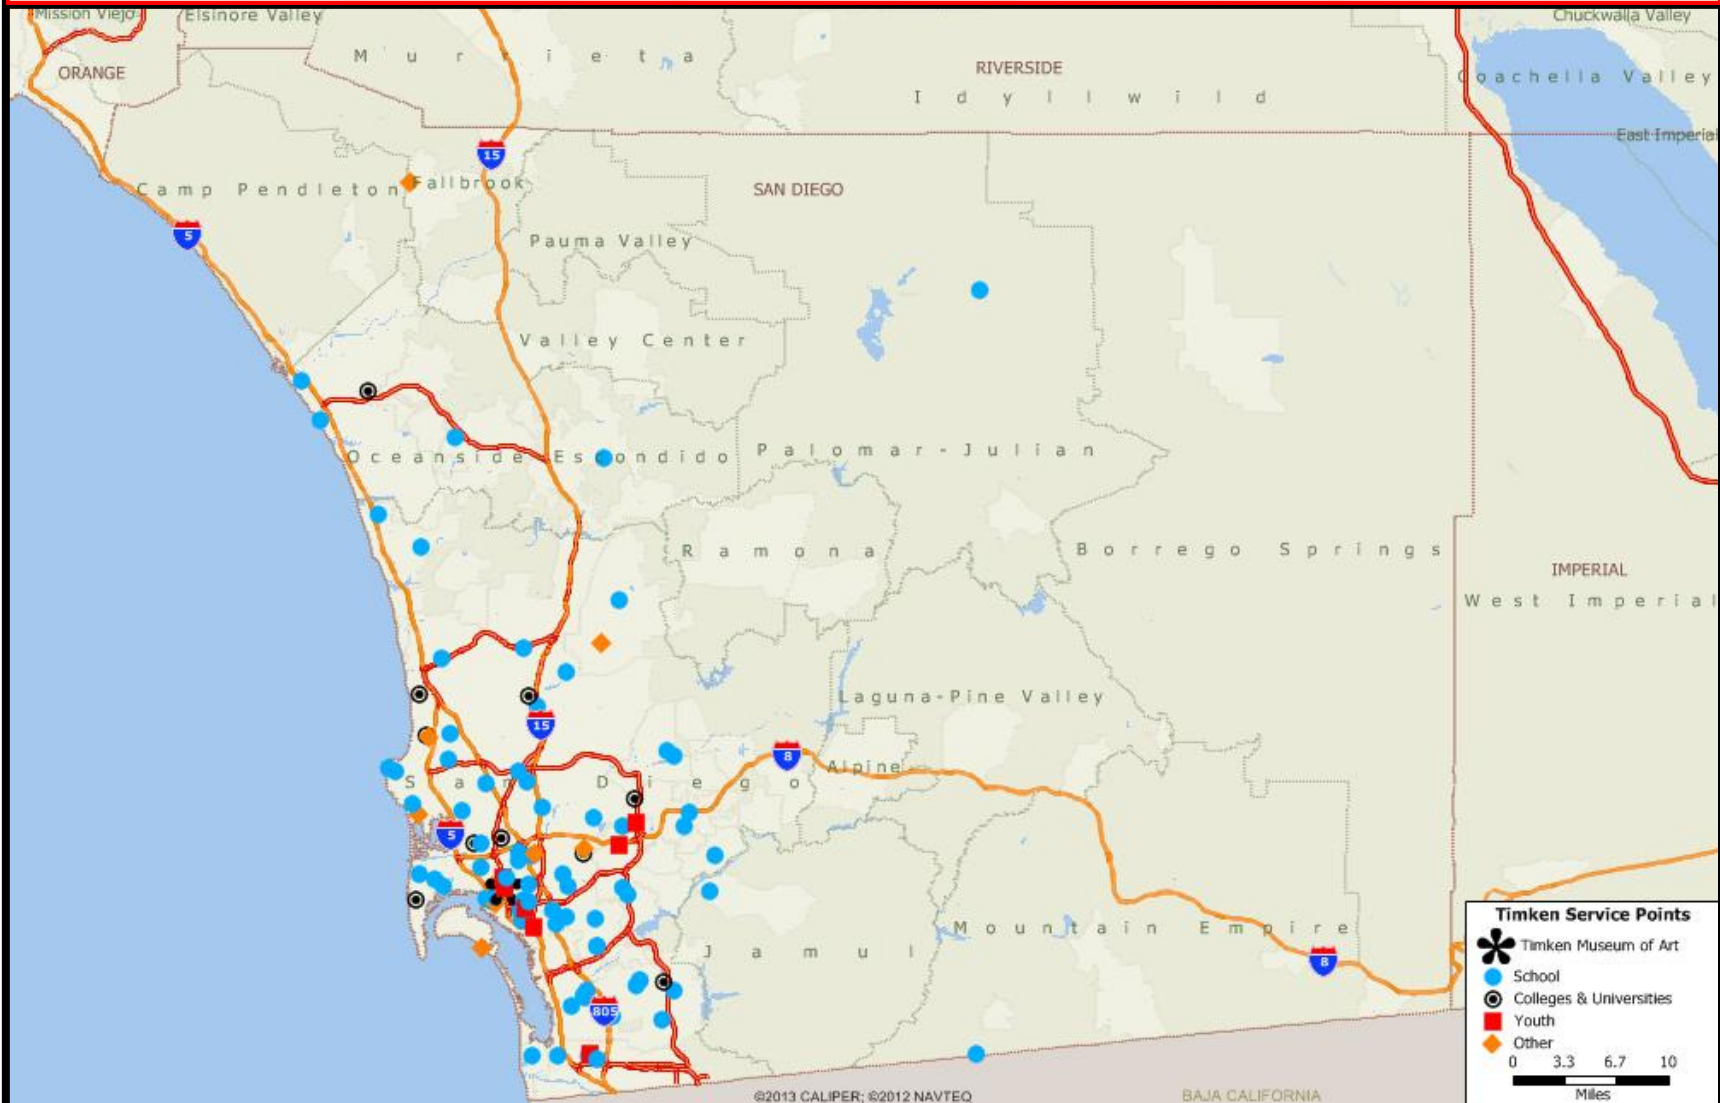 Mission Viejo
Elsinore Valley
Chuckwalla Valley
Murrieta
ORANGE
RIVERSIDE
Coachella Valley
Idyllwild
East Imperial
15
Camp Pendleton
Fallbrook
SAN DIEGO
5
Pauma Valley
Valley Center
Oceanside
Escondido
Palomar-Julian
Ramona
Borrego Springs
IMPERIAL
West Imperial
Laguna-Pine Valley
15
8
Alpine
San Diego
5
Jamul
Mountain Empire
8
805
Timken Service Points
Timken Museum of Art
School
Colleges & Universities
Youth
Other
0 3.3 6.7 10
Miles
©2013 CALIPER; ©2012 NAVTEQ
BAJA CALIFORNIA